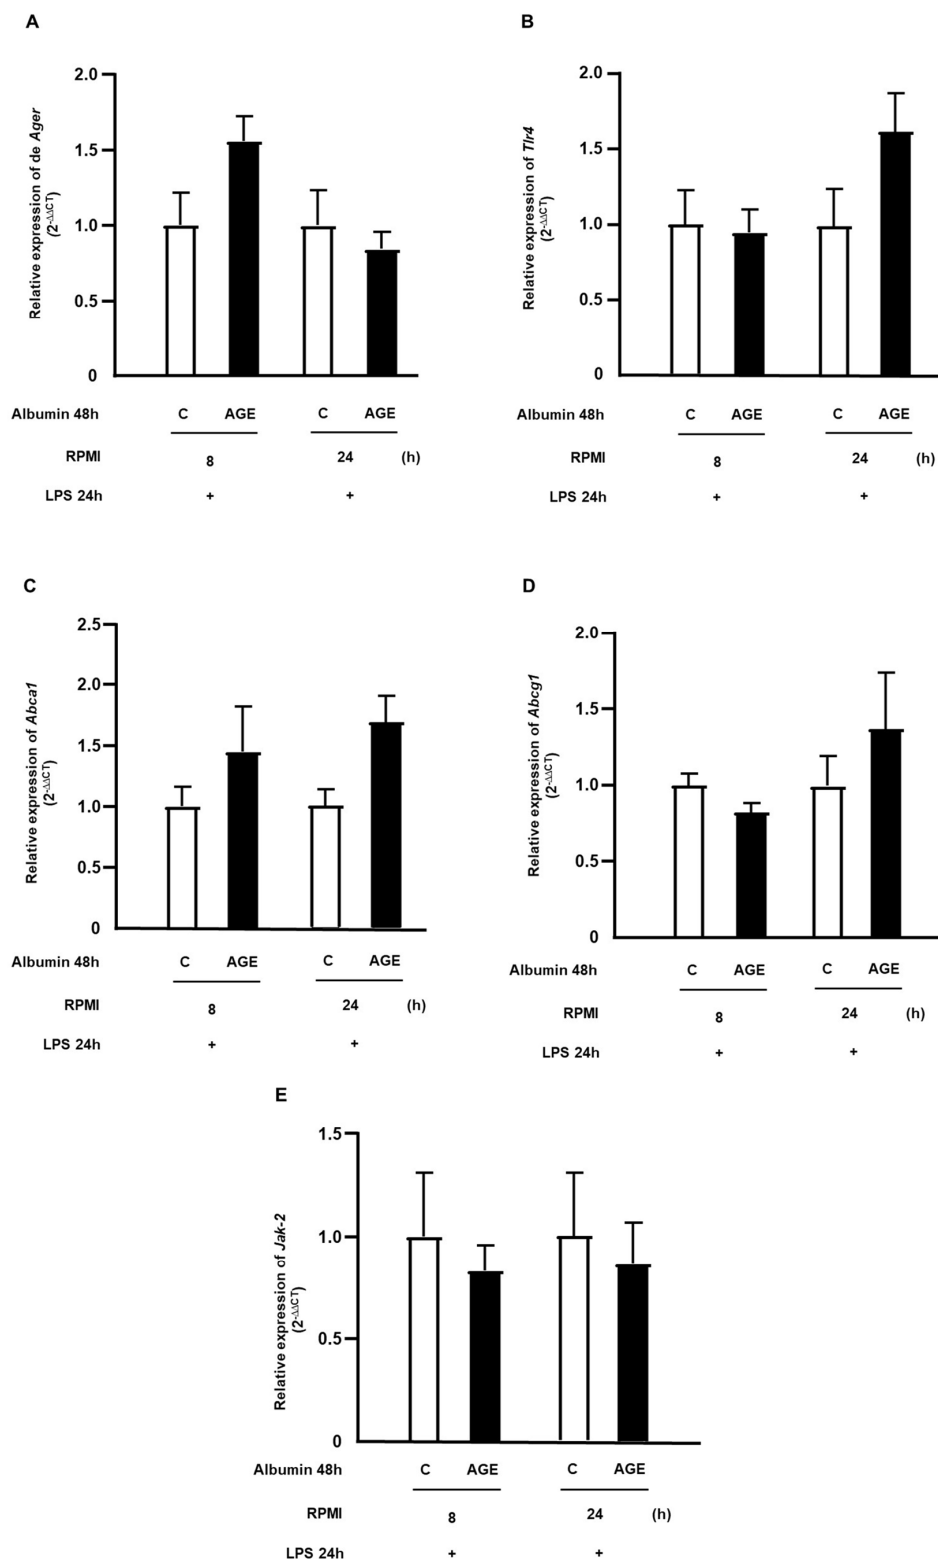 A
Relative expression of de Ager
(2-ΔΔCT)
2.0
1.5
1.0
0.5
0
Albumin 48h C AGE C AGE
RPMI 8 24 (h)
LPS 24h + +
B
Relative expression of Tlr4
(2-ΔΔCT)
2.0
1.5
1.0
0.5
0
Albumin 48h C AGE C AGE
RPMI 8 24 (h)
LPS 24h + +
C
Relative expression of Abca1
(2-ΔΔCT)
2.5
2.0
1.5
1.0
0.5
0
Albumin 48h C AGE C AGE
RPMI 8 24 (h)
LPS 24h + +
D
Relative expression of Abcg1
(2-ΔΔCT)
2.0
1.5
1.0
0.5
0
Albumin 48h C AGE C AGE
RPMI 8 24 (h)
LPS 24h + +
E
Relative expression of Jak-2
(2-ΔΔCT)
1.5
1.0
0.5
0
Albumin 48h C AGE C AGE
RPMI 8 24 (h)
LPS 24h + +